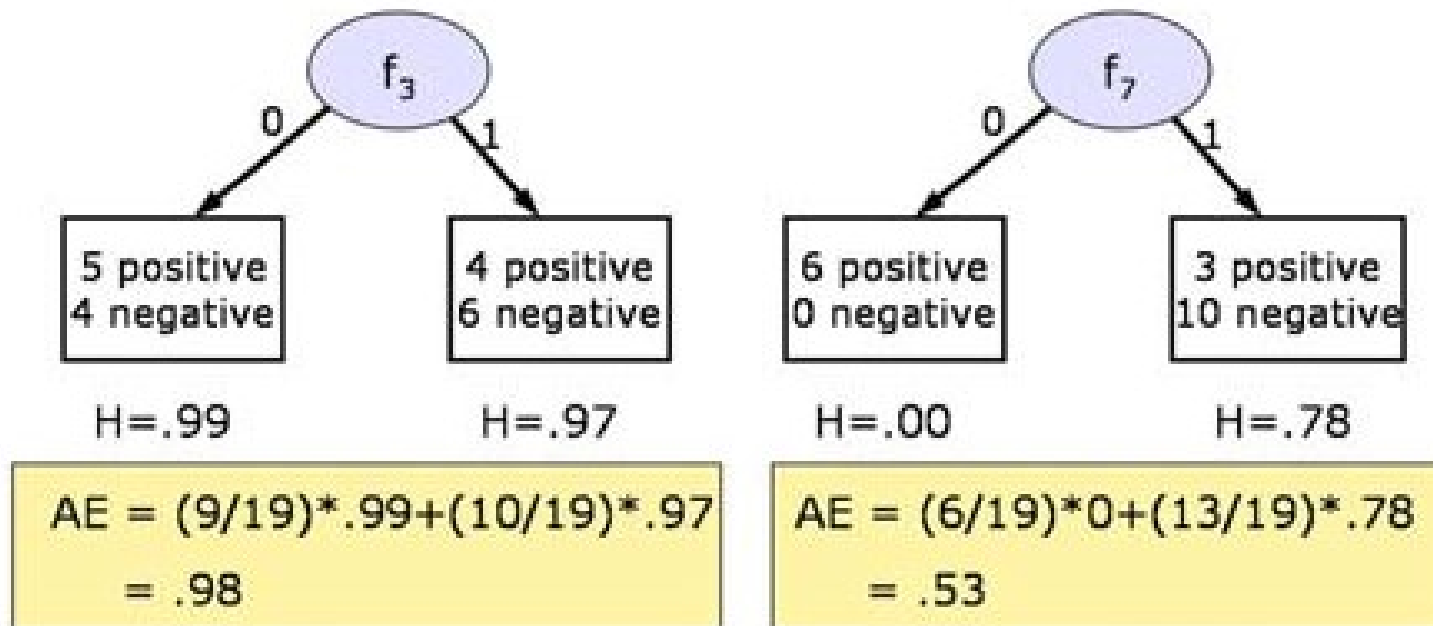 f3
0
1
5 positive
4 negative
4 positive
6 negative
H=.99
H=.97
AE = (9/19)*.99+(10/19)*.97
= .98
f7
0
1
6 positive
0 negative
3 positive
10 negative
H=.00
H=.78
AE = (6/19)*0+(13/19)*.78
= .53